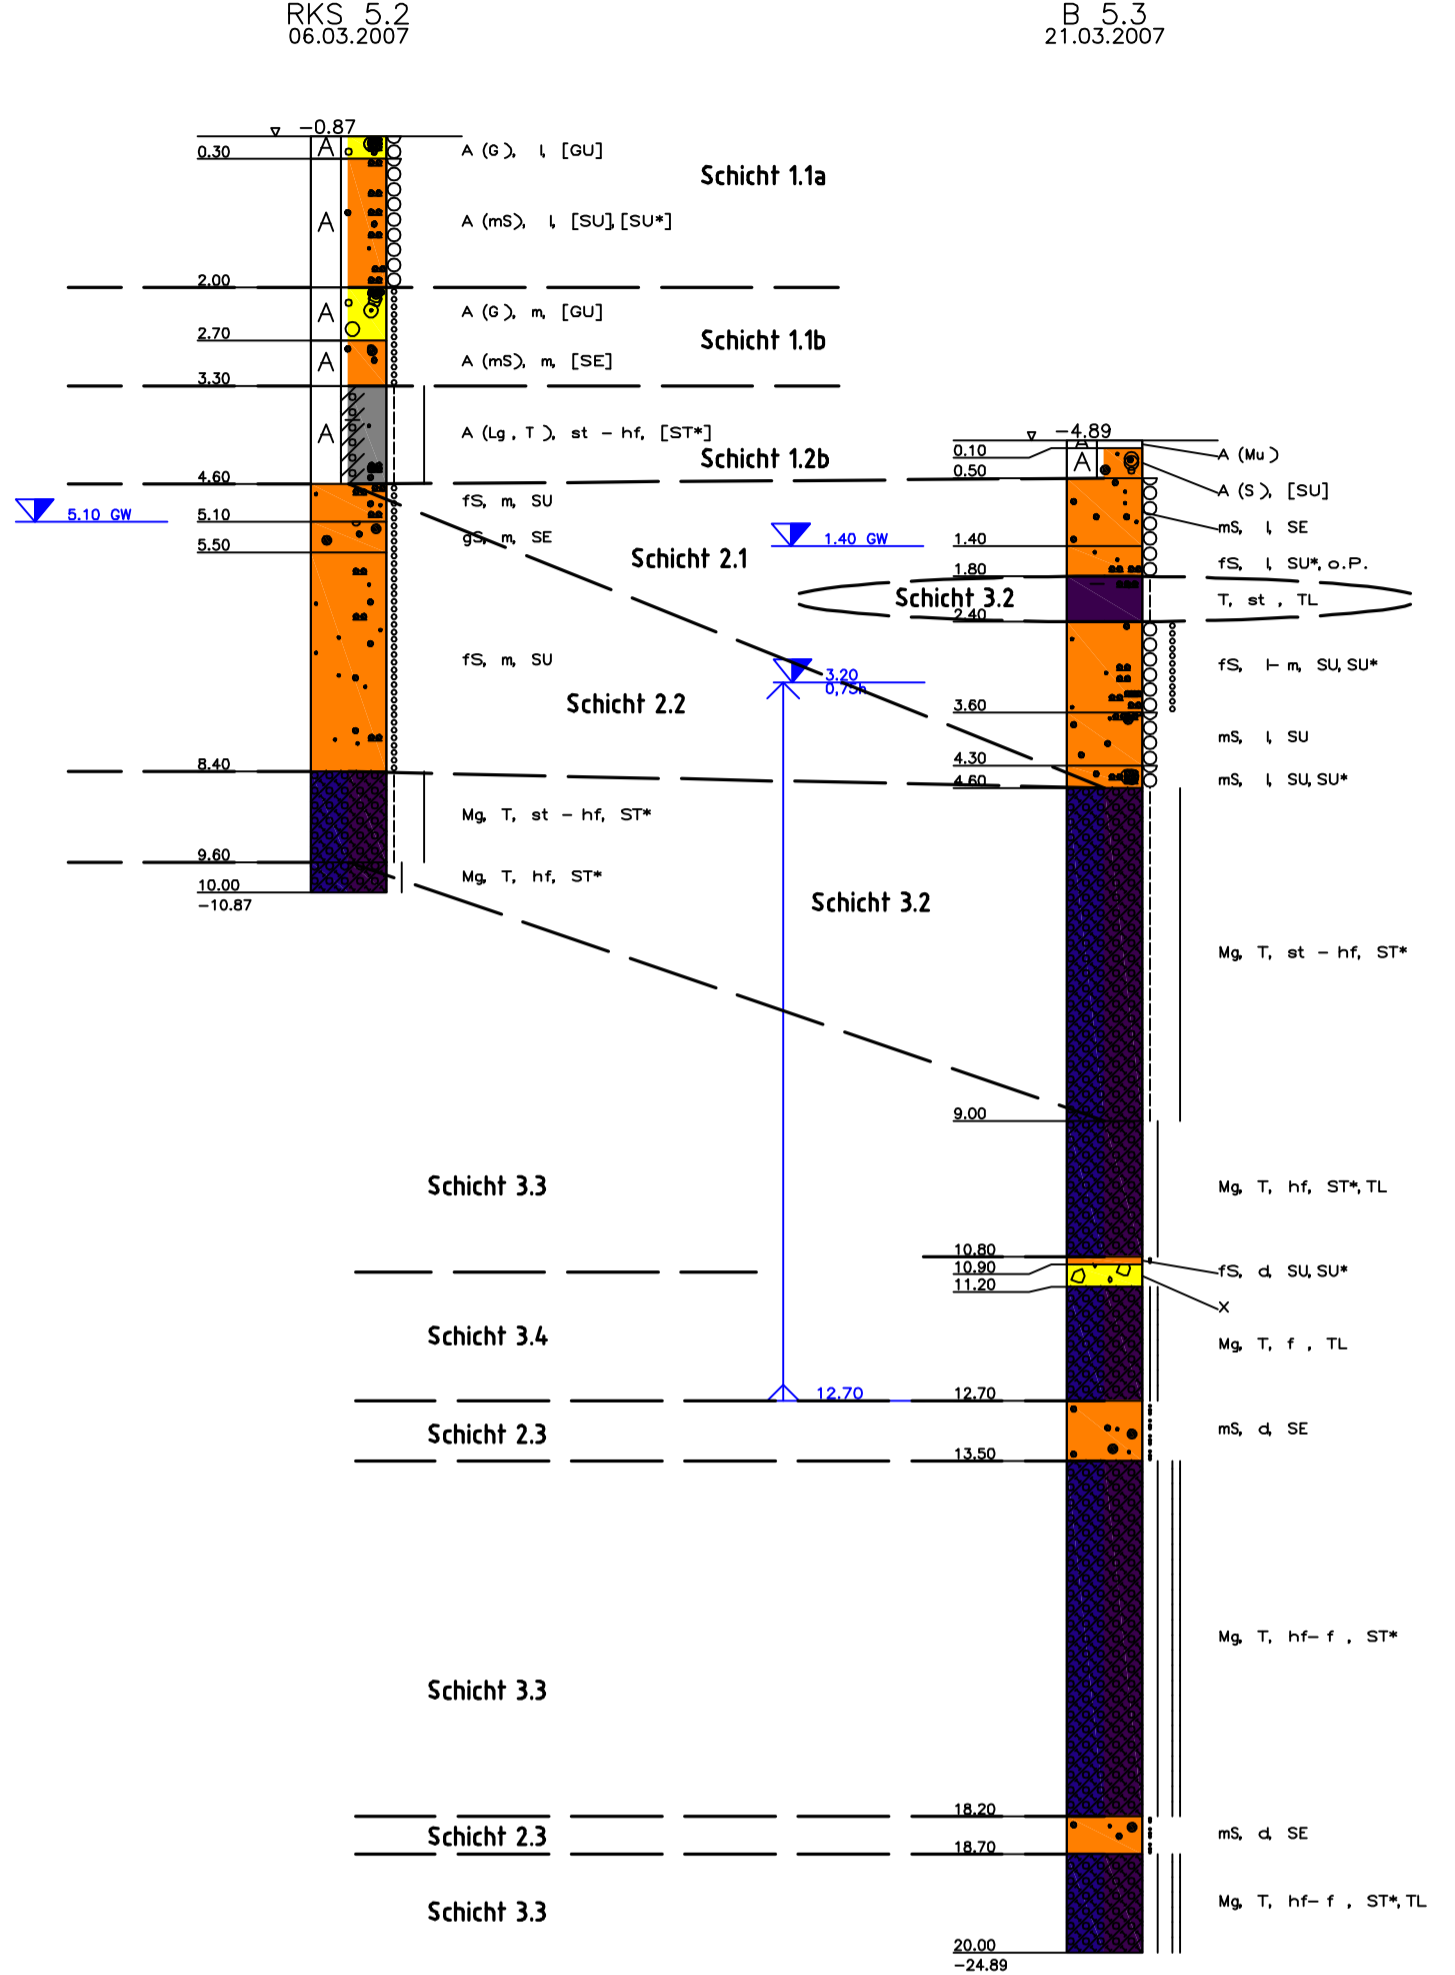 RKS 5.2
06.03.2007
B 5.3
21.03.2007
-0.87
0.30
A
A (G), l, [GU]
Schicht 1.1a
A
A (mS), l, [SU],[SU*]
2.00
A
A (G), m, [GU]
2.70
Schicht 1.1b
A
A (mS), m, [SE]
3.30
A
A (Lg, T), st - hf, [ST*]
Schicht 1.2b
4.60
fS, m, SU
5.10 GW
5.10
gS, m, SE
5.50
Schicht 2.1
fS, m, SU
Schicht 2.2
8.40
Mg, T, st - hf, ST*
9.60
Mg, T, hf, ST*
10.00
-10.87
-4.89
A
0.10
A (Mu)
A
0.50
A (S), [SU]
mS, l, SE
1.40 GW
1.40
fS, l, SU*, o.P.
1.80
Schicht 3.2
T, st, TL
2.40
fS, l- m, SU, SU*
3.20
0,75h
3.60
mS, l, SU
4.30
mS, l, SU, SU*
4.60
Schicht 3.2
Mg, T, st - hf, ST*
9.00
Schicht 3.3
Mg, T, hf, ST*, TL
10.80
10.90
fS, d, SU, SU*
11.20
X
Schicht 3.4
Mg, T, f, TL
12.70
12.70
Schicht 2.3
mS, d, SE
13.50
Mg, T, hf- f, ST*
Schicht 3.3
18.20
Schicht 2.3
mS, d, SE
18.70
Mg, T, hf- f, ST*, TL
Schicht 3.3
20.00
-24.89